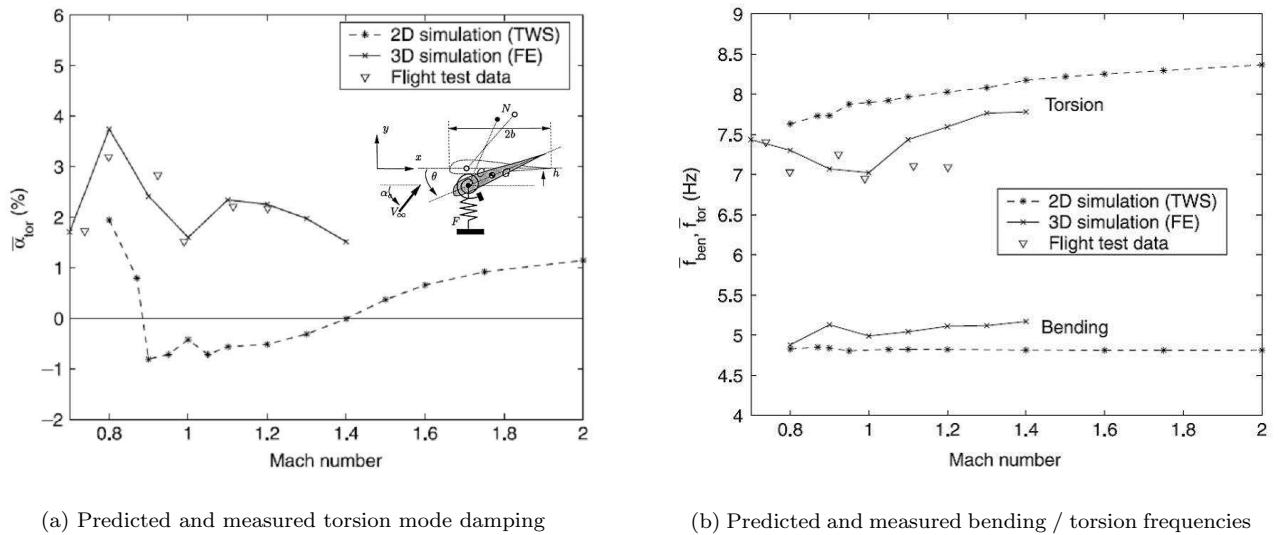 6
5
4
3
2
1
0
−1
−2
α̅tor (%)
0.8 1 1.2 1.4 1.6 1.8 2
Mach number
2D simulation (TWS)
3D simulation (FE)
Flight test data
N
2b
y
x
θ
G
h
α0
V∞
F
(a) Predicted and measured torsion mode damping
9
8.5
8
7.5
7
6.5
6
5.5
5
4.5
4
f̅ben, f̅tor (Hz)
0.8 1 1.2 1.4 1.6 1.8 2
Mach number
Torsion
2D simulation (TWS)
3D simulation (FE)
Flight test data
Bending
(b) Predicted and measured bending / torsion frequencies